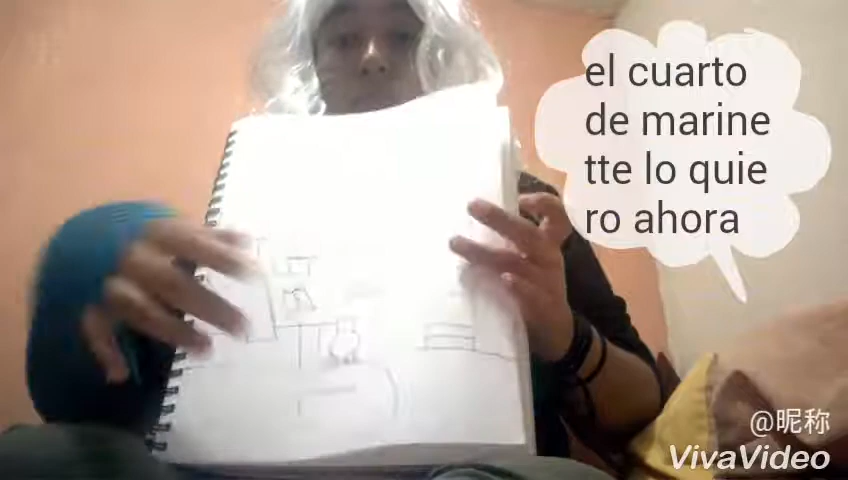 el cuarto
de marine
tte lo quie
ro ahora
@昵称
VivaVideo